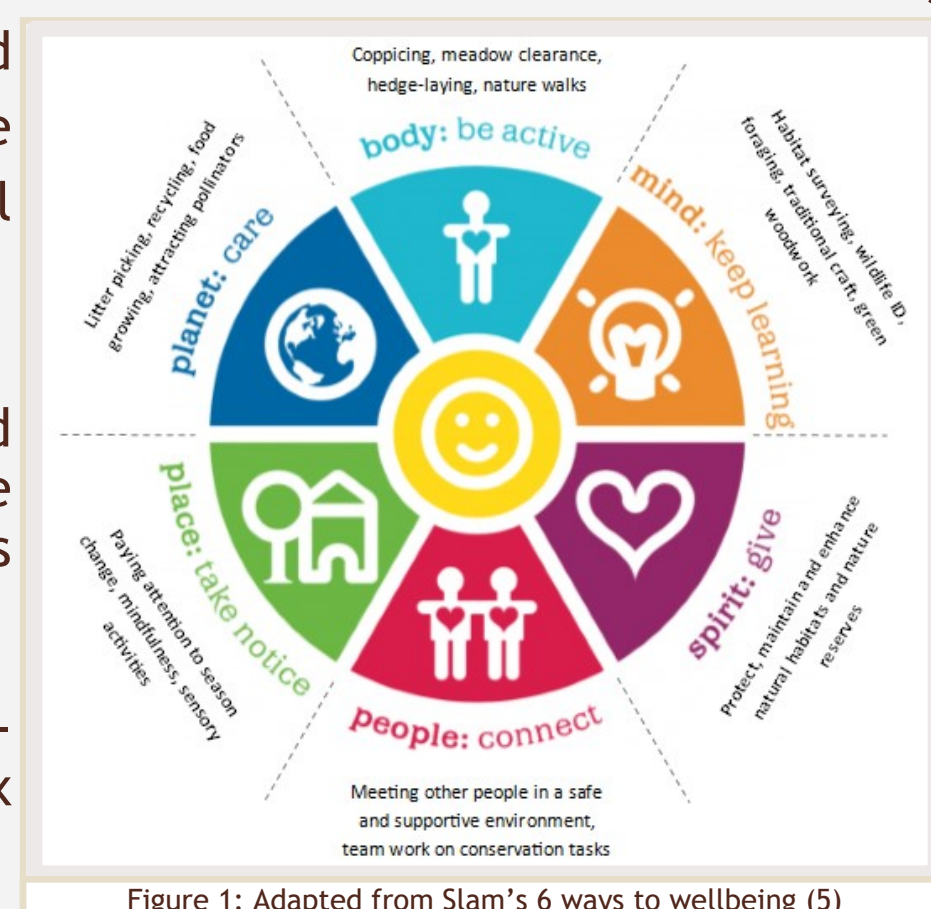 d
e
l
d
e
s
-
x
Coppicing, meadow clearance,
hedge-laying, nature walks
body: be active
Habitat surveying, wildlife ID,
foraging, traditional craft, green
woodwork
mind: keep learning
Protect, maintain and enhance
natural habitats and nature
reserves
spirit: give
people: connect
Meeting other people in a safe
and supportive environment,
team work on conservation tasks
place: take notice
Paying attention to season
change, mindfulness, sensory
activities
planet: care
Litter picking, recycling, food
growing, attracting pollinators
Figure 1: Adapted from Slam's 6 ways to wellbeing (5)